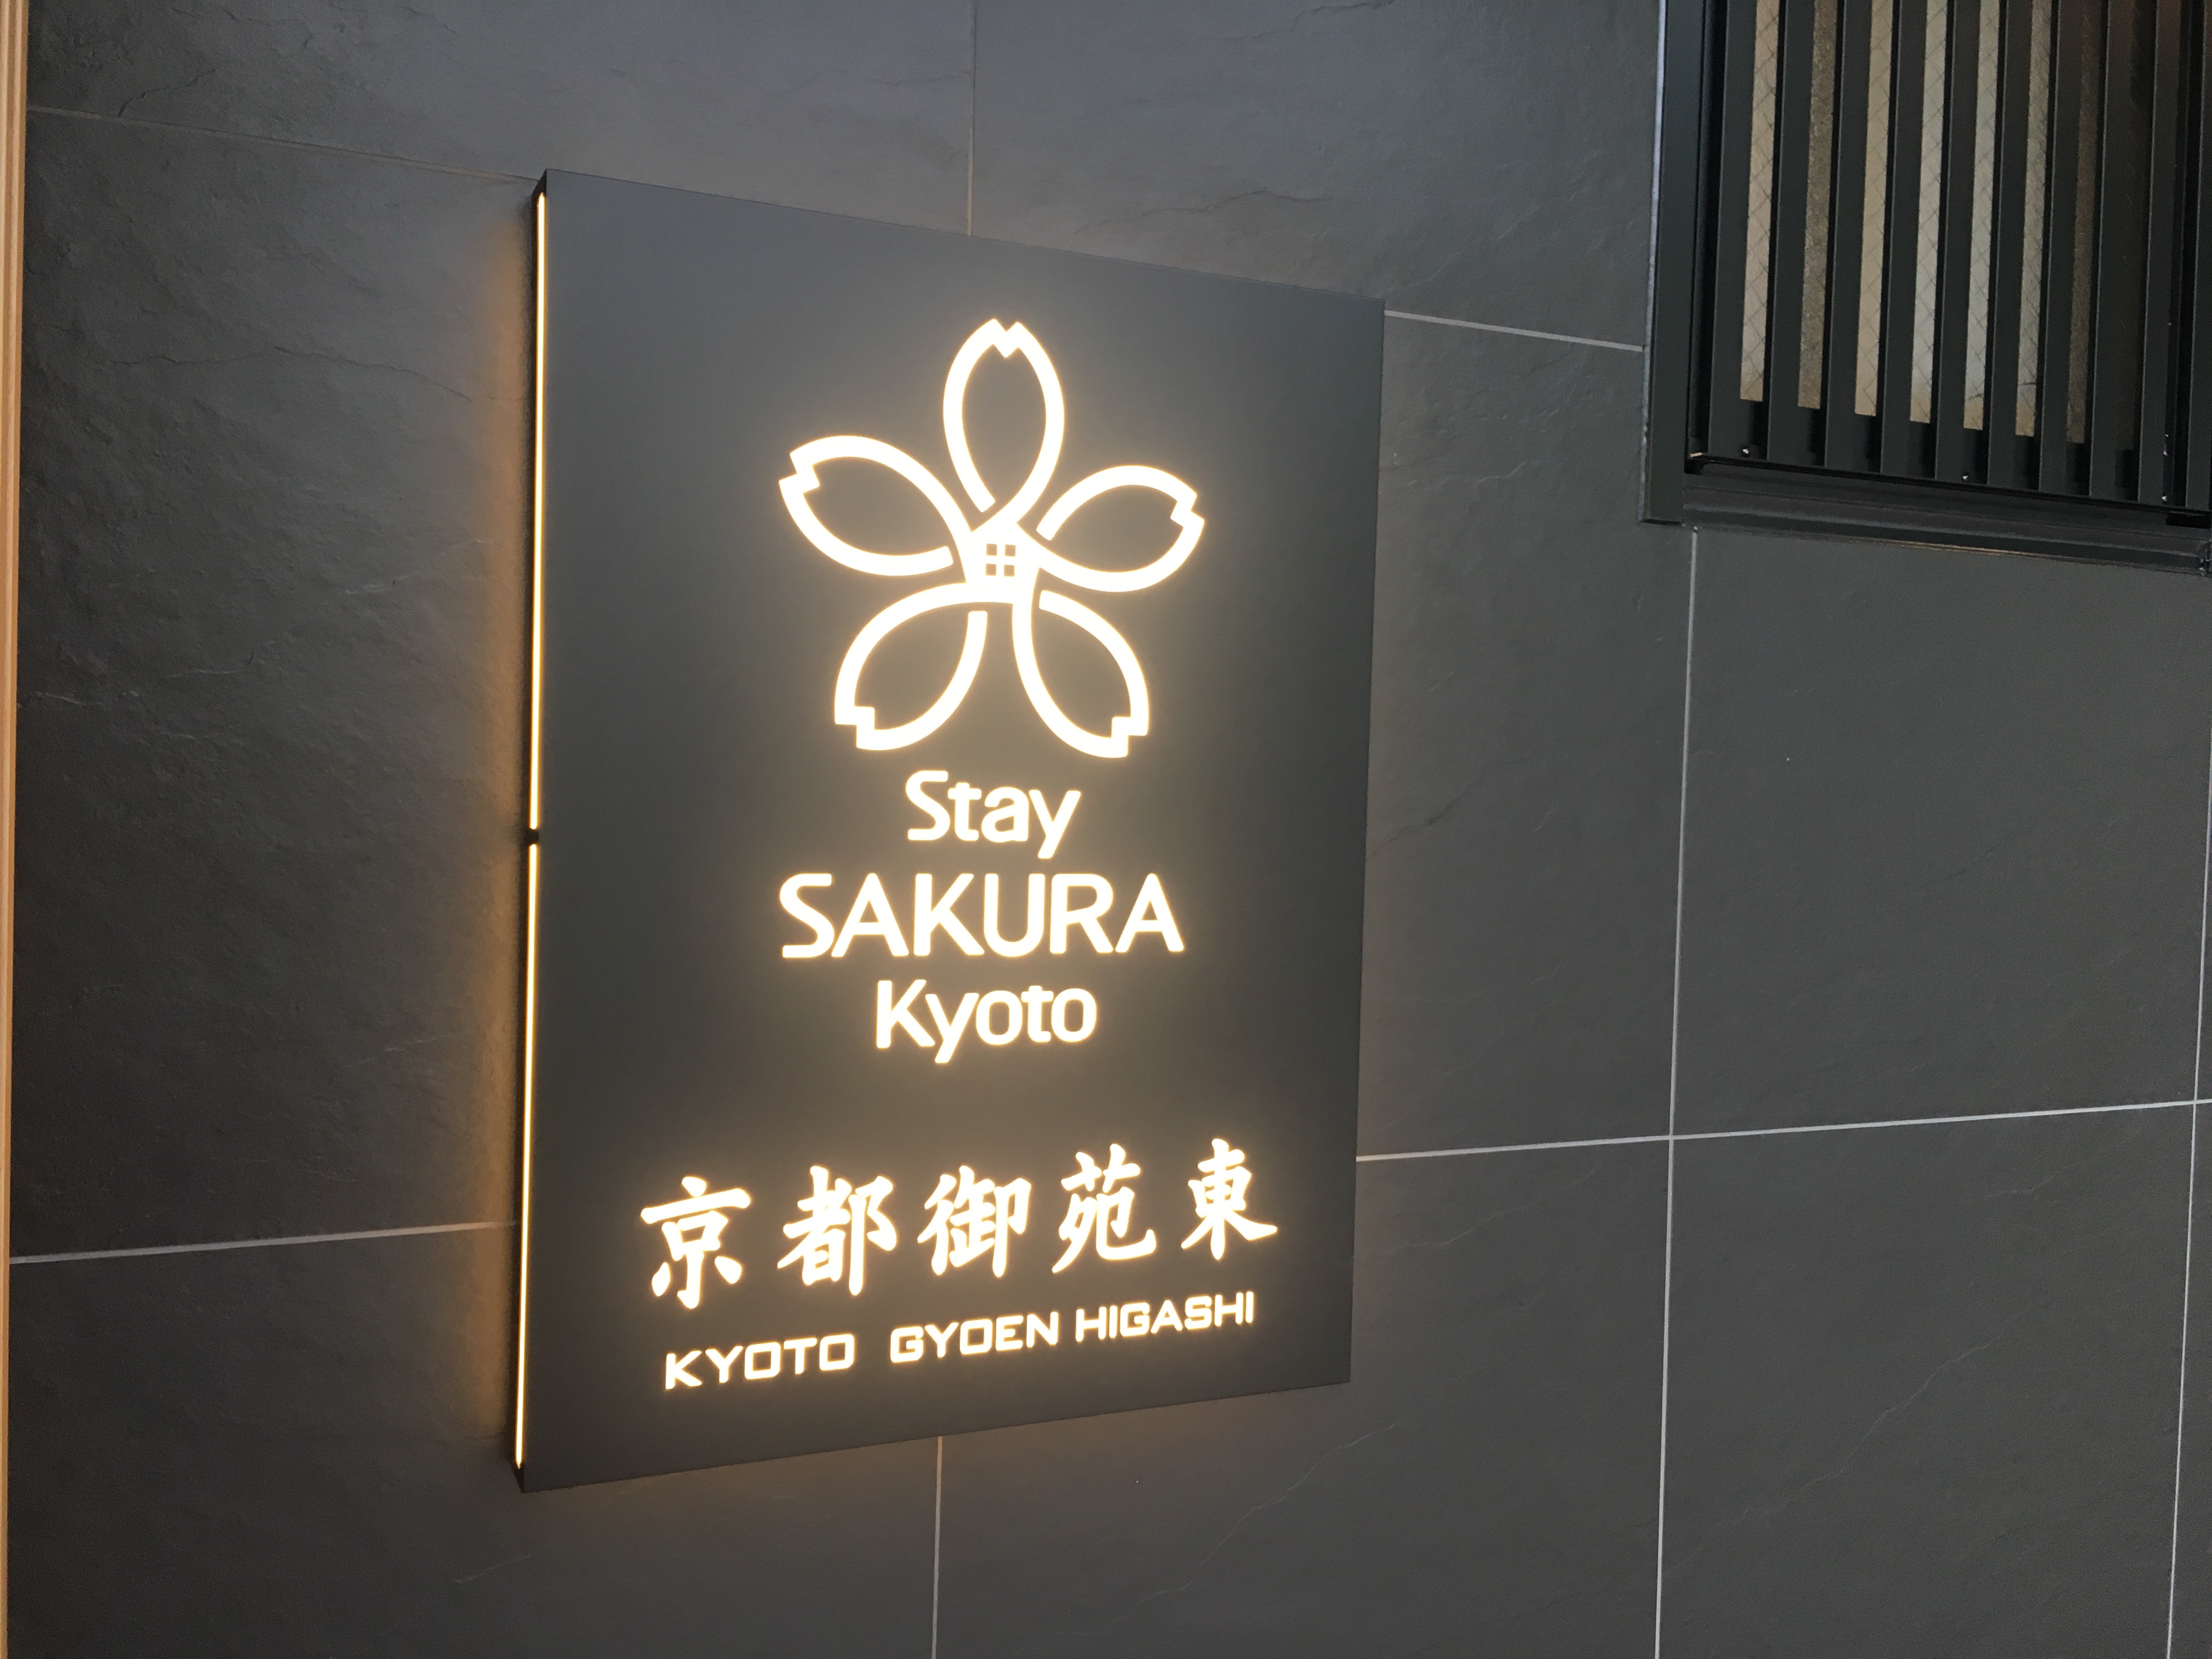 Stay
SAKURA
Kyoto
京都御苑東
KYOTO GYOEN HIGASHI